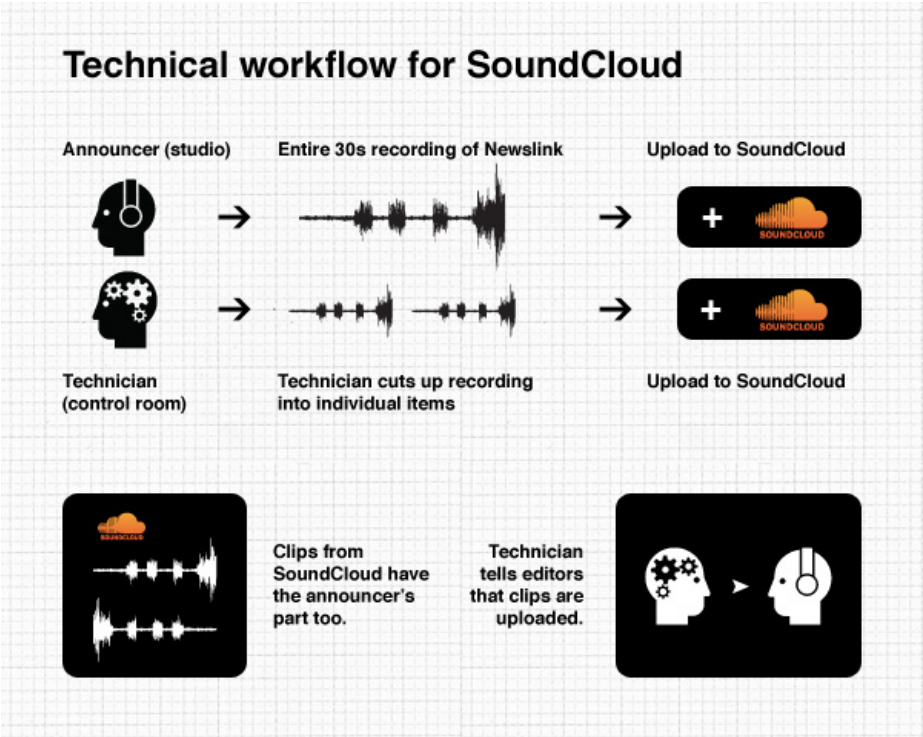 Technical workflow for SoundCloud
Announcer (studio)
Entire 30s recording of Newslink
Upload to SoundCloud
+
SOUNDCLOUD
+
SOUNDCLOUD
Technician
(control room)
Technician cuts up recording
into individual items
Upload to SoundCloud
SOUNDCLOUD
Clips from
SoundCloud have
the announcer's
part too.
Technician
tells editors
that clips are
uploaded.